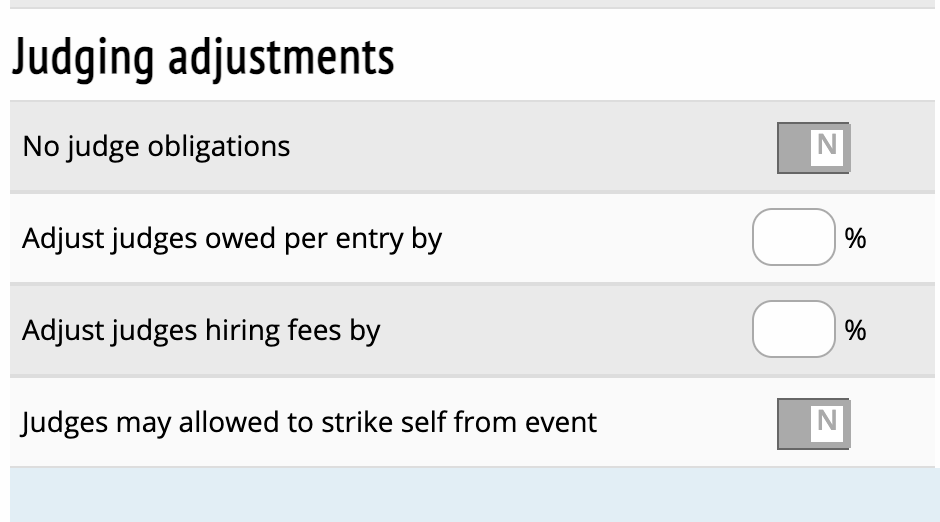 Judging adjustments
No judge obligations N
Adjust judges owed per entry by %
Adjust judges hiring fees by %
Judges may allowed to strike self from event N